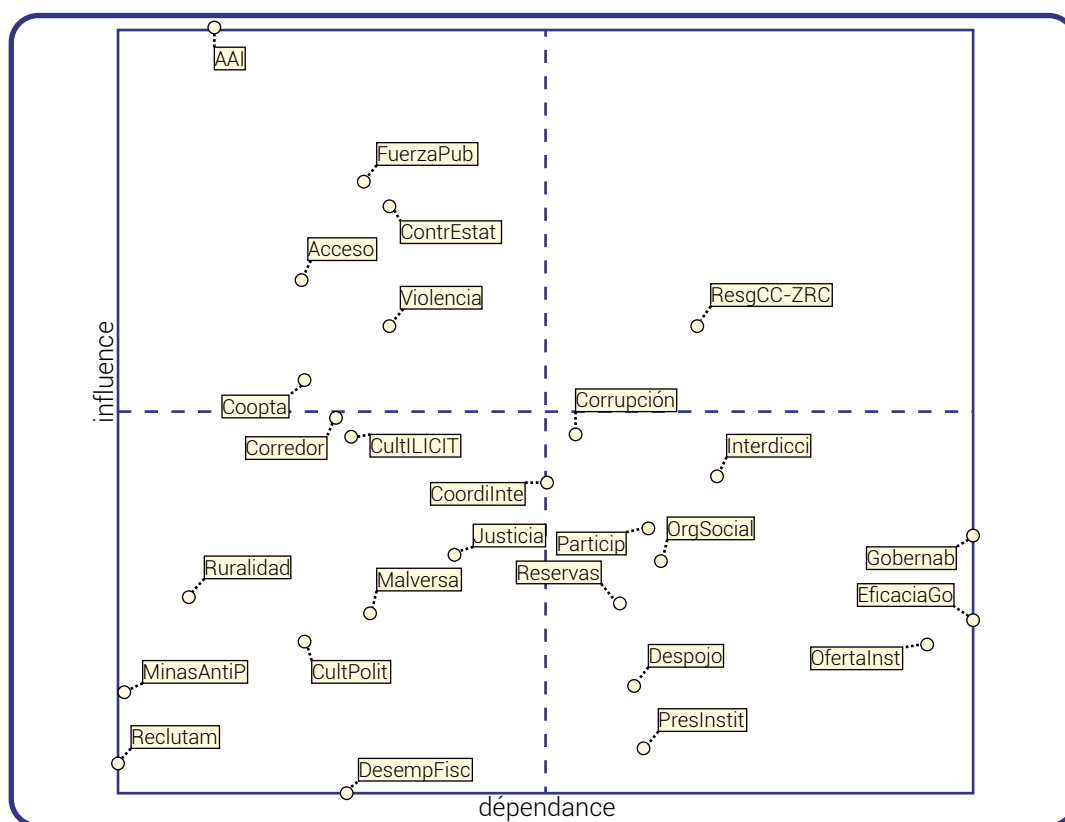 AAI
FuerzaPub
ContrEstat
Acceso
Violencia
ResgCC-ZRC
influence
Coopta
Corrupción
Corredor
CultILICIT
Interdicci
CoordiInte
Justicia
Particip
OrgSocial
Gobernab
Ruralidad
Malversa
Reservas
EficaciaGo
MinasAntiP
CultPolit
Despojo
OfertaInst
Reclutam
PresInstit
DesempFisc
dépendance